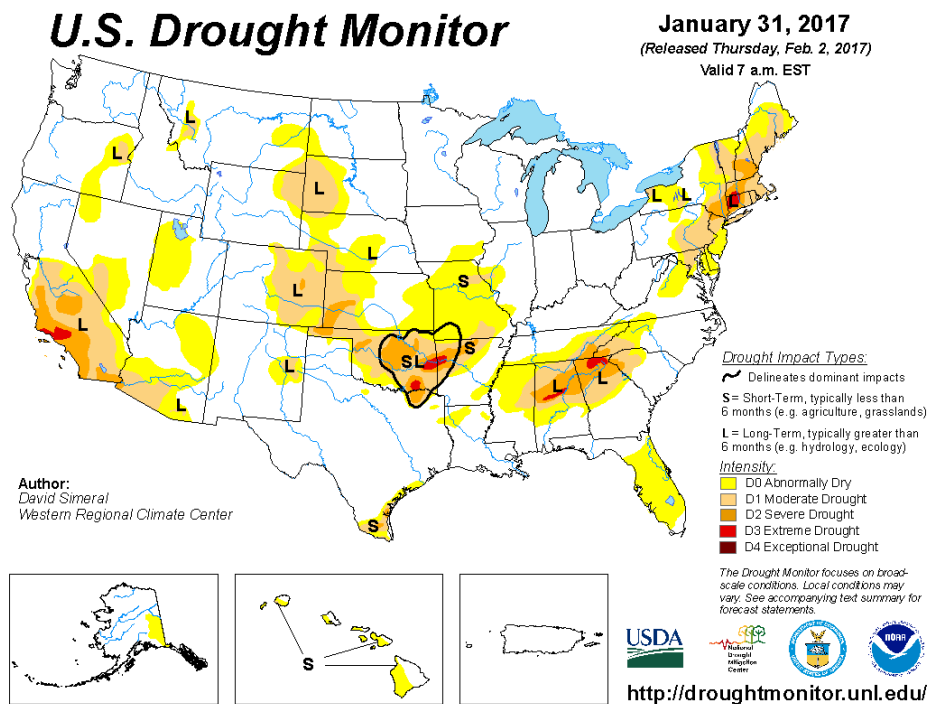 U.S. Drought Monitor
January 31, 2017
(Released Thursday, Feb. 2, 2017)
Valid 7 a.m. EST
L
L
L
L
L
L
L
S
L
L
S L
S
L
L
L
L
S
Drought Impact Types:
Delineates dominant impacts
S = Short-Term, typically less than
6 months (e.g. agriculture, grasslands)
L = Long-Term, typically greater than
6 months (e.g. hydrology, ecology)
Intensity:
D0 Abnormally Dry
D1 Moderate Drought
D2 Severe Drought
D3 Extreme Drought
D4 Exceptional Drought
Author:
David Simeral
Western Regional Climate Center
The Drought Monitor focuses on broad-
scale conditions. Local conditions may
vary. See accompanying text summary for
forecast statements.
S
USDA
National
Drought
Mitigation
Center
NOAA
http://droughtmonitor.unl.edu/